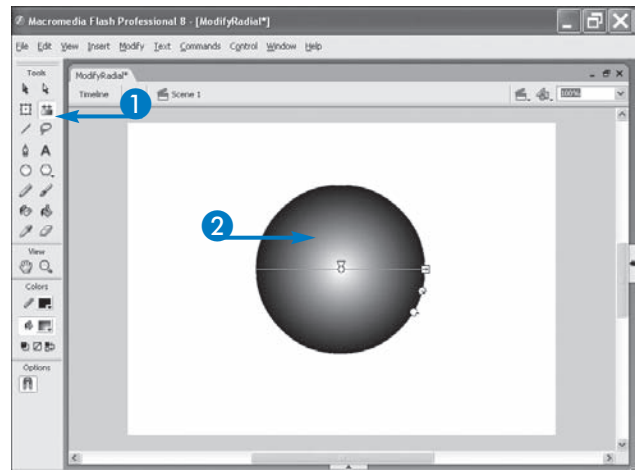 Macromedia Flash Professional 8 - [ModifyRadial*]
File Edit View Insert Modify Text Commands Control Window Help
Tools
ModifyRadial*
Timeline
Scene 1
100%
1
A
2
View
Colors
Options